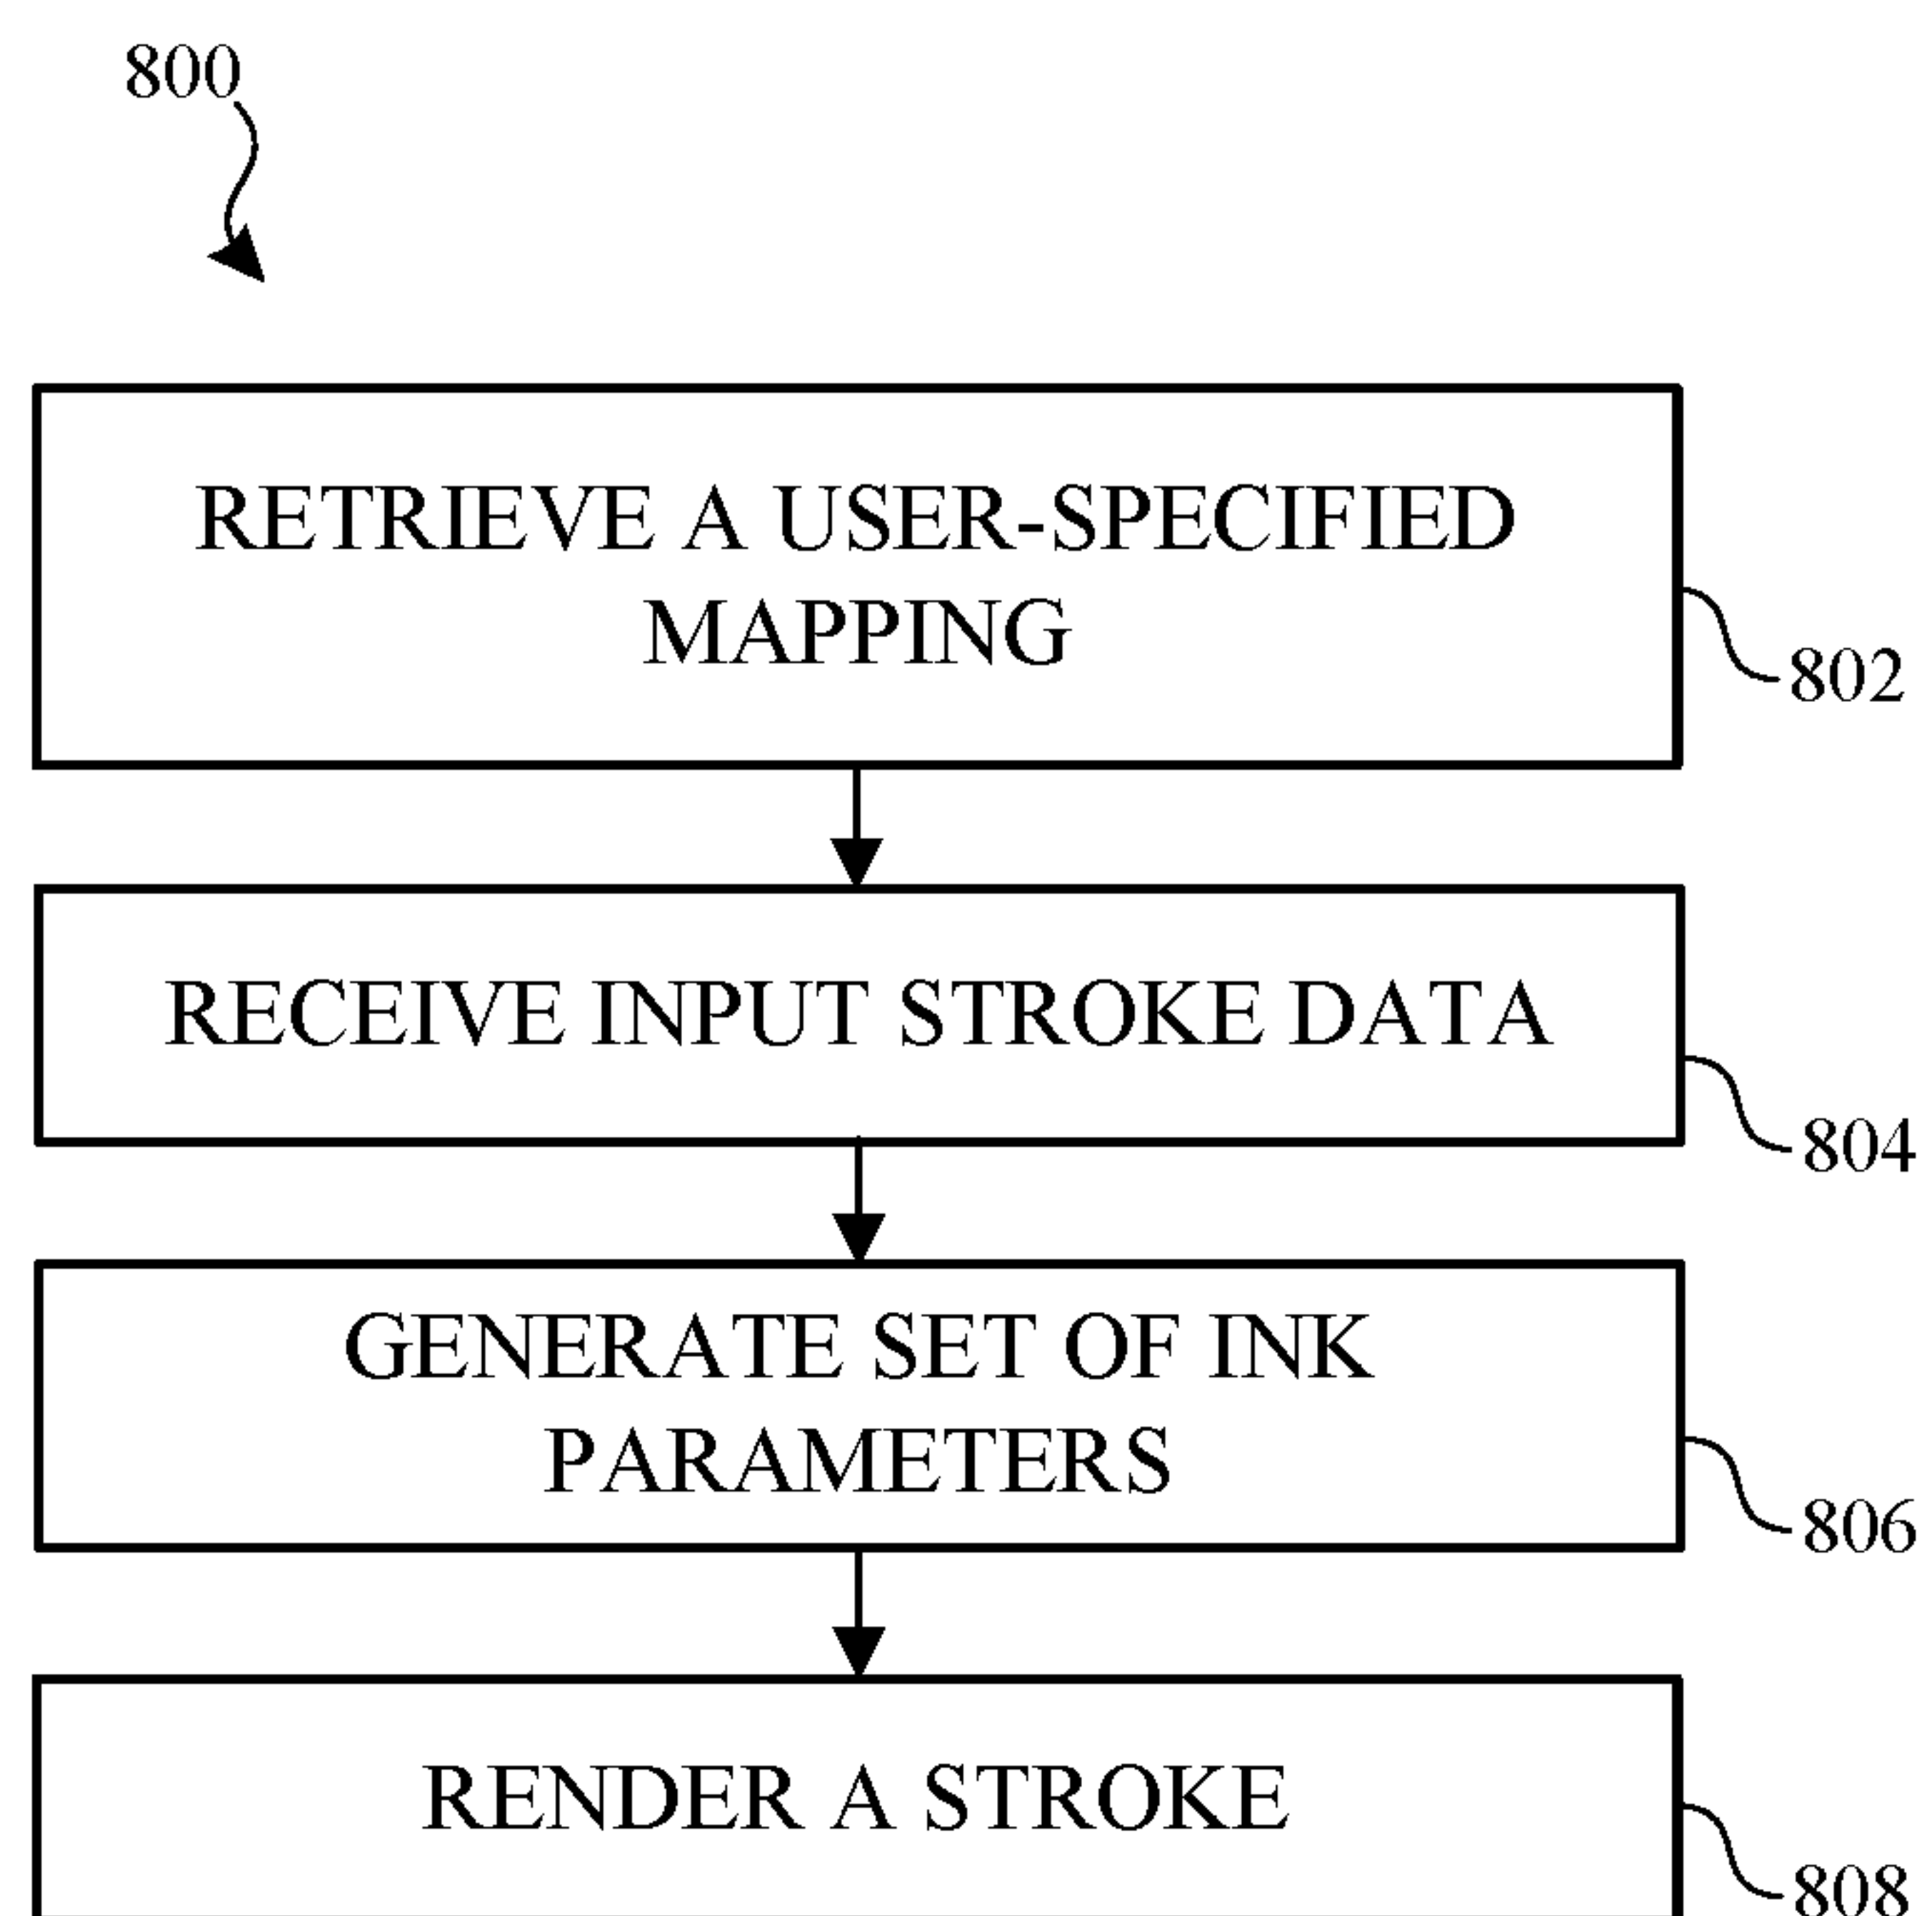 800
RETRIEVE A USER-SPECIFIED
MAPPING
802
RECEIVE INPUT STROKE DATA
804
GENERATE SET OF INK
PARAMETERS
806
RENDER A STROKE
808